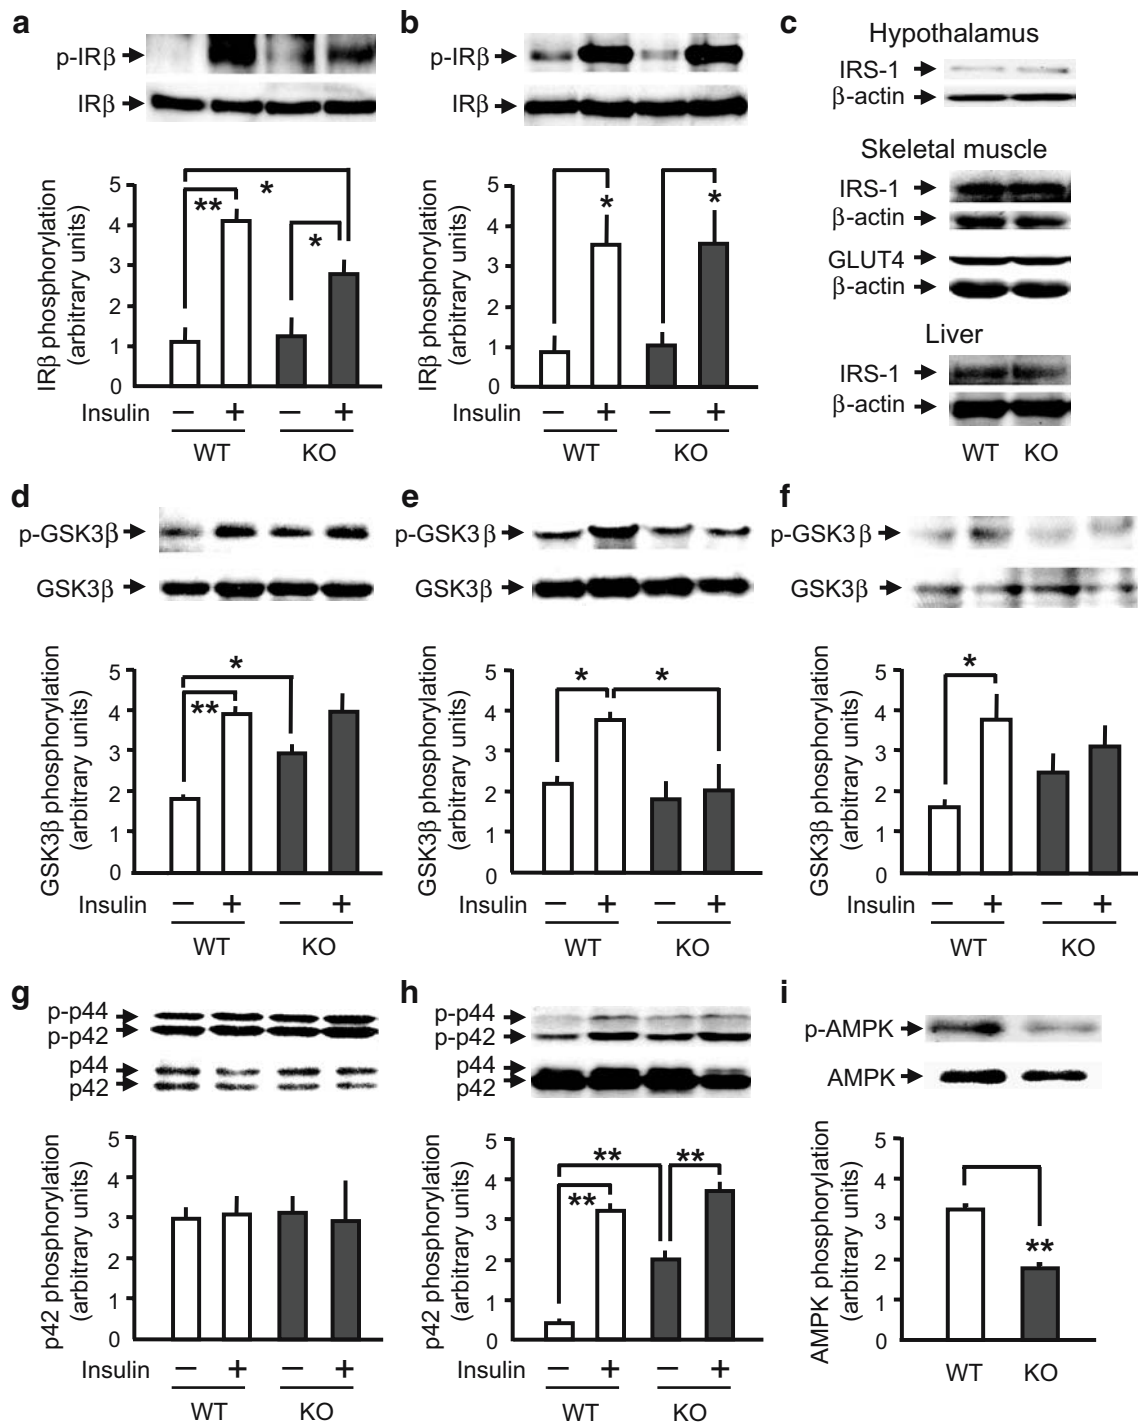 a
p-IRβ
IRβ
IRβ phosphorylation
(arbitrary units)
5
4
3
2
1
0
**
*
*
Insulin − + − +
WT KO
b
p-IRβ
IRβ
IRβ phosphorylation
(arbitrary units)
5
4
3
2
1
0
*
*
Insulin − + − +
WT KO
c
Hypothalamus
IRS-1
β-actin
Skeletal muscle
IRS-1
β-actin
GLUT4
β-actin
Liver
IRS-1
β-actin
WT KO
d
p-GSK3β
GSK3β
GSK3β phosphorylation
(arbitrary units)
5
4
3
2
1
0
*
**
Insulin − + − +
WT KO
e
p-GSK3β
GSK3β
GSK3β phosphorylation
(arbitrary units)
5
4
3
2
1
0
* *
Insulin − + − +
WT KO
f
p-GSK3β
GSK3β
GSK3β phosphorylation
(arbitrary units)
5
4
3
2
1
0
*
Insulin − + − +
WT KO
g
p-p44
p-p42
p44
p42
p42 phosphorylation
(arbitrary units)
5
4
3
2
1
0
Insulin − + − +
WT KO
h
p-p44
p-p42
p44
p42
p42 phosphorylation
(arbitrary units)
5
4
3
2
1
0
** **
**
Insulin − + − +
WT KO
i
p-AMPK
AMPK
AMPK phosphorylation
(arbitrary units)
5
4
3
2
1
0
**
WT KO